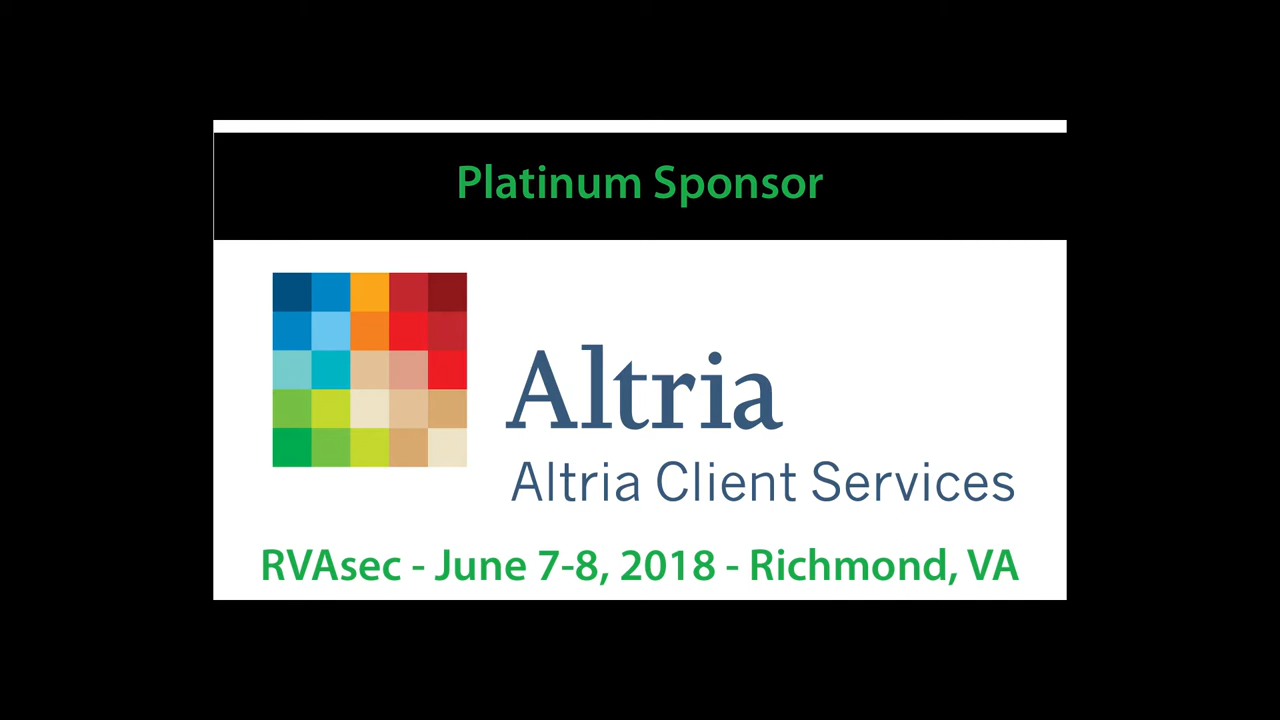 Platinum Sponsor
Altria
Altria Client Services
RVAsec - June 7-8, 2018 - Richmond, VA